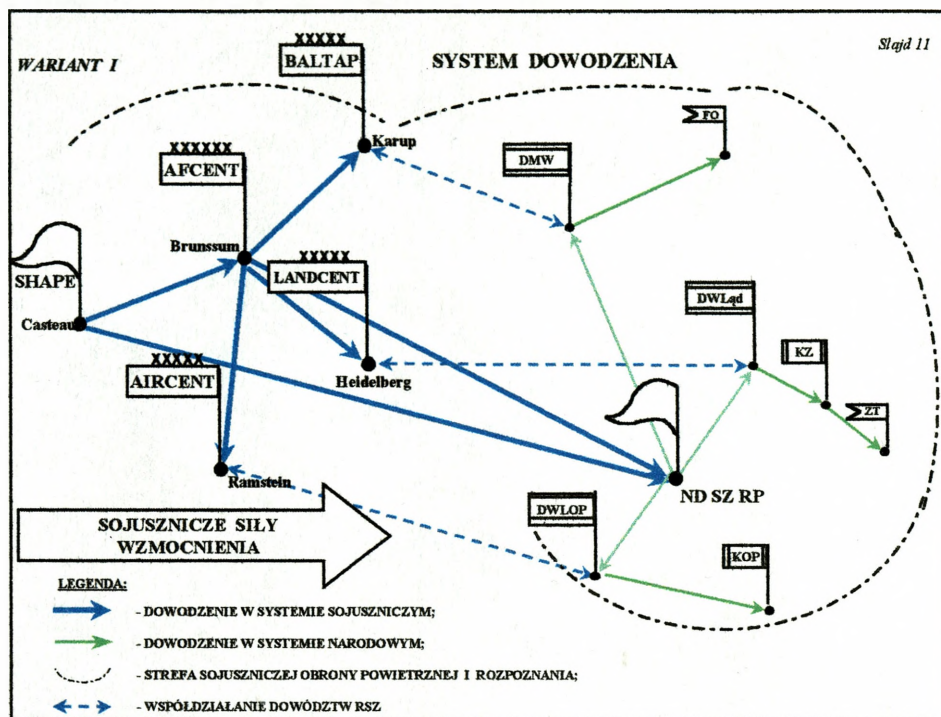 Slajd 11
WARIANT I
SYSTEM DOWODZENIA
XXXXX
BALTAP
Karup
XXXXXX
AFCENT
Brunssum
SHAPE
Casteau
XXXXX
LANDCENT
Heidelberg
XXXXX
AIRCENT
Ramstein
DMW
FO
DWLąd
KZ
ZT
ND SZ RP
DWLOP
KOP
SOJUSZNICZE SIŁY
WZMOCNIENIA
LEGENDA:
- DOWODZENIE W SYSTEMIE SOJUSZNICZYM;
- DOWODZENIE W SYSTEMIE NARODOWYM;
- STREFA SOJUSZNICZEJ OBRONY POWIETRZNEJ I ROZPOZNANIA;
- WSPÓŁDZIAŁANIE DOWÓDZTW RSZ